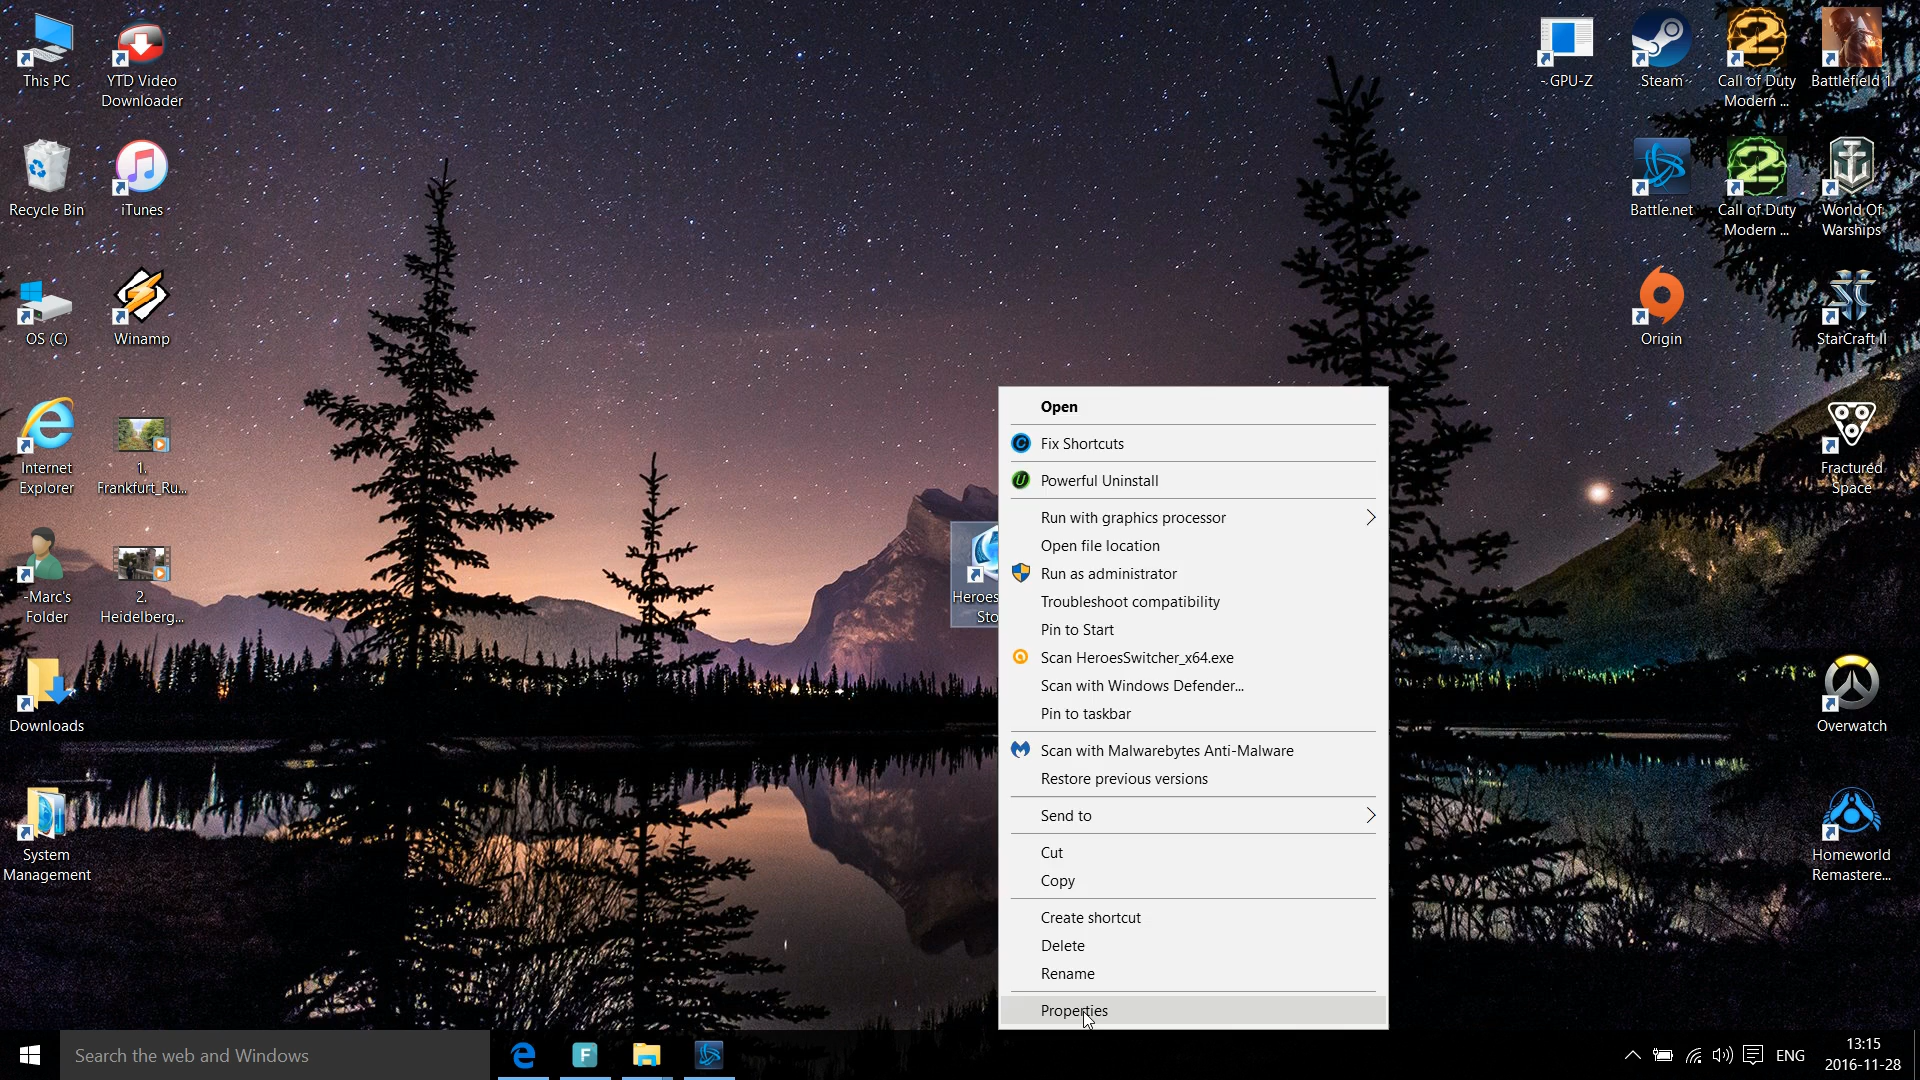 This PC
YTD Video
Downloader
Recycle Bin
iTunes
OS (C)
Winamp
Internet
Explorer
1.
Frankfurt_Ru...
-Marc's
Folder
2.
Heidelberg...
Downloads
System
Management
Heroes
Sto
- GPU-Z
Steam
Call of Duty
Modern ...
Battlefield 1
Battle.net
Call of Duty
Modern ...
World Of
Warships
Origin
StarCraft II
Fractured
Space
Overwatch
Homeworld
Remastere...
Open
Fix Shortcuts
Powerful Uninstall
Run with graphics processor
Open file location
Run as administrator
Troubleshoot compatibility
Pin to Start
Scan HeroesSwitcher_x64.exe
Scan with Windows Defender...
Pin to taskbar
Scan with Malwarebytes Anti-Malware
Restore previous versions
Send to
Cut
Copy
Create shortcut
Delete
Rename
Properties
Search the web and Windows
F
ENG
13:15
2016-11-28